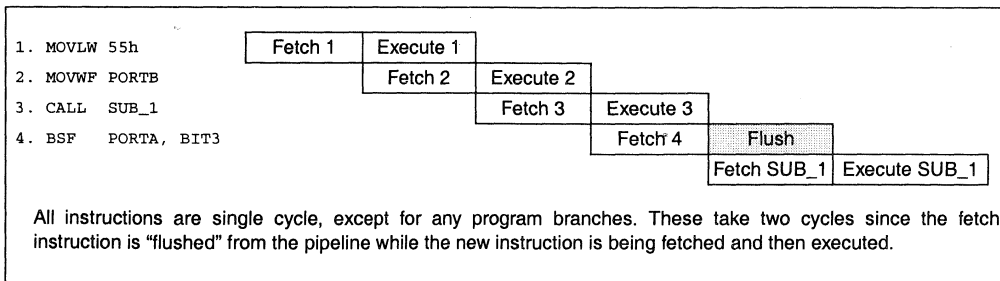 1. MOVLW 55h Fetch 1 Execute 1
2. MOVWF PORTB Fetch 2 Execute 2
3. CALL SUB_1 Fetch 3 Execute 3
4. BSF PORTA, BIT3 Fetch 4 Flush
Fetch SUB_1 Execute SUB_1
All instructions are single cycle, except for any program branches. These take two cycles since the fetch
instruction is “flushed” from the pipeline while the new instruction is being fetched and then executed.